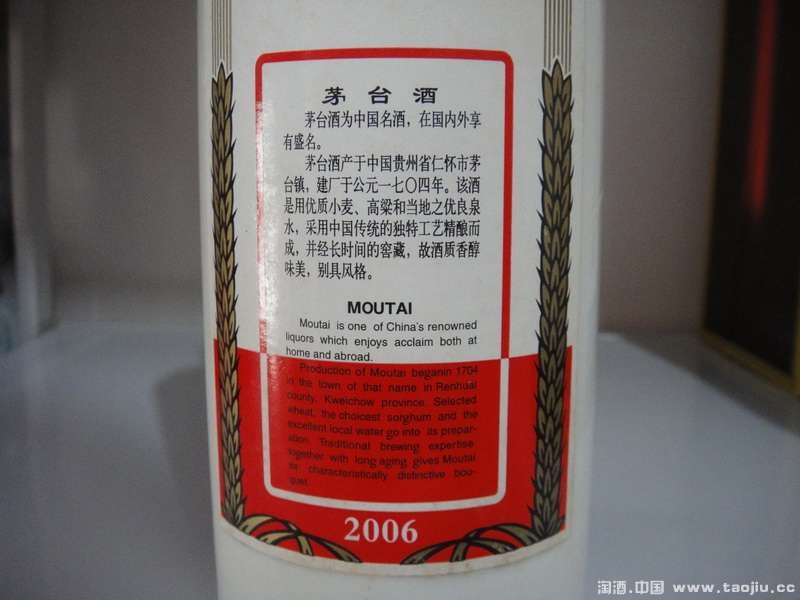 茅台酒
茅台酒为中国名酒，在国内外享
有盛名。
茅台酒产于中国贵州省仁怀市茅
台镇，建厂于公元一七〇四年。该酒
是用优质小麦、高粱和当地之优良泉
水，采用中国传统的独特工艺精酿而
成，并经长时间的窖藏，故酒质香醇
味美，别具风格。
MOUTAI
Moutai is one of China's renowned
liquors which enjoys acclaim both at
home and abroad.
Production of Moutai beganin 1704
in the town of that name in Renhuai
county, Kweichow province. Selected
wheat, the choicest sorghum and the
excellent local water go into its prepar-
ation. Traditional brewing expertise
together with long aging, gives Moutai
characteristically distinctive bou-
quet.
2006
淘酒.中国 www.taojiu.cc